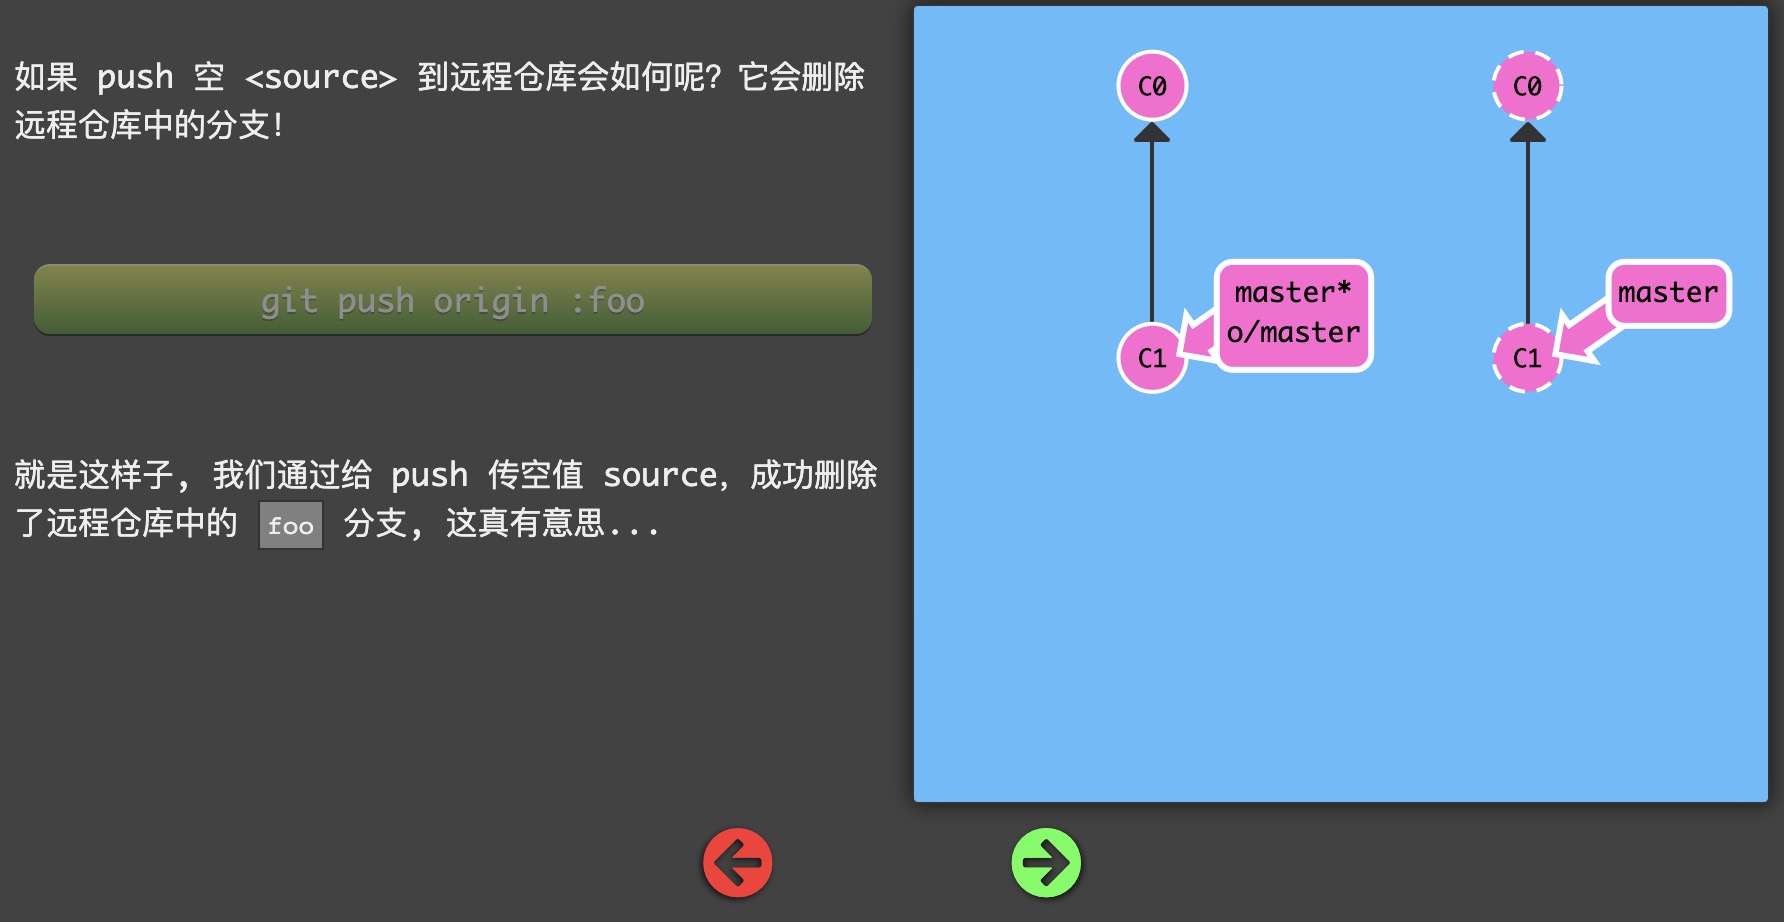 如果 push 空 <source> 到远程仓库会如何呢？它会删除
远程仓库中的分支！
git push origin :foo
就是这样子, 我们通过给 push 传空值 source，成功删除
了远程仓库中的 foo 分支, 这真有意思...
C0
C0
master*
o/master
master
C1
C1